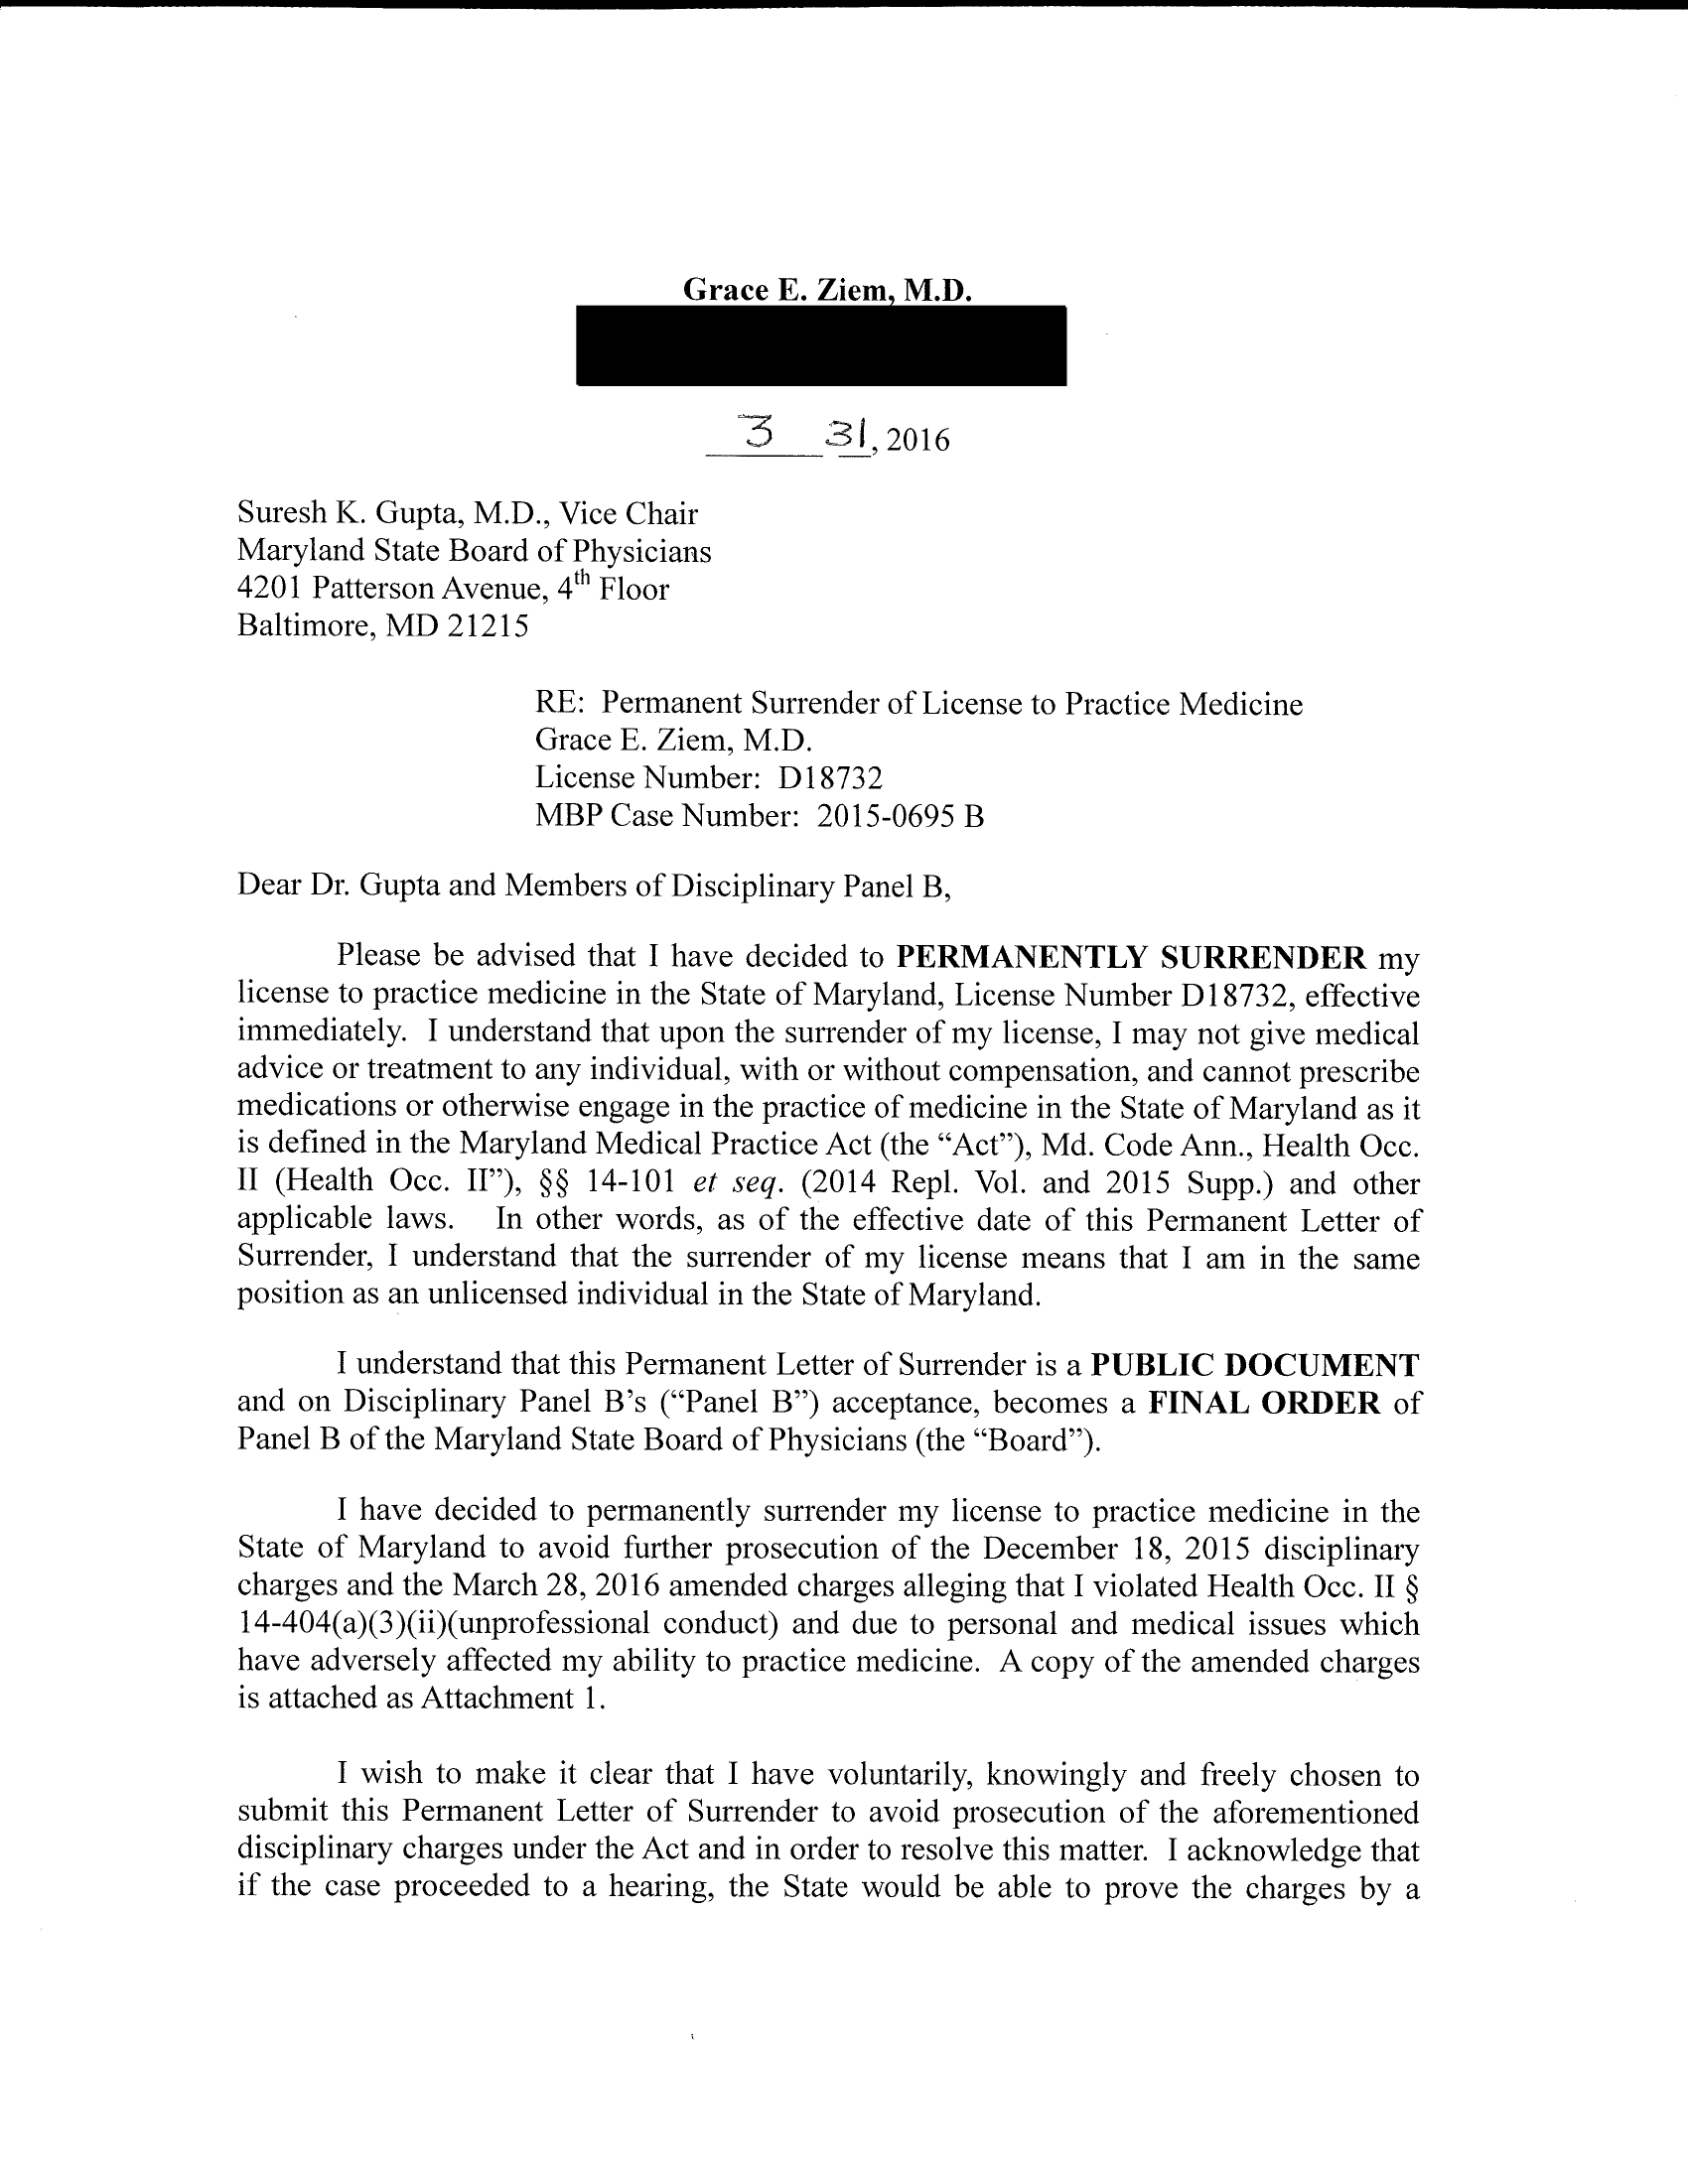 Grace E. Ziem, M.D.
3 31, 2016
Suresh K. Gupta, M.D., Vice Chair
Maryland State Board of Physicians
4201 Patterson Avenue, 4th Floor
Baltimore, MD 21215
RE: Permanent Surrender of License to Practice Medicine
Grace E. Ziem, M.D.
License Number: D18732
MBP Case Number: 2015-0695 B
Dear Dr. Gupta and Members of Disciplinary Panel B,
Please be advised that I have decided to PERMANENTLY SURRENDER my
license to practice medicine in the State of Maryland, License Number D18732, effective
immediately. I understand that upon the surrender of my license, I may not give medical
advice or treatment to any individual, with or without compensation, and cannot prescribe
medications or otherwise engage in the practice of medicine in the State of Maryland as it
is defined in the Maryland Medical Practice Act (the “Act”), Md. Code Ann., Health Occ.
II (Health Occ. II”), §§ 14-101 et seq. (2014 Repl. Vol. and 2015 Supp.) and other
applicable laws. In other words, as of the effective date of this Permanent Letter of
Surrender, I understand that the surrender of my license means that I am in the same
position as an unlicensed individual in the State of Maryland.
I understand that this Permanent Letter of Surrender is a PUBLIC DOCUMENT
and on Disciplinary Panel B’s (“Panel B”) acceptance, becomes a FINAL ORDER of
Panel B of the Maryland State Board of Physicians (the “Board”).
I have decided to permanently surrender my license to practice medicine in the
State of Maryland to avoid further prosecution of the December 18, 2015 disciplinary
charges and the March 28, 2016 amended charges alleging that I violated Health Occ. II §
14-404(a)(3)(ii)(unprofessional conduct) and due to personal and medical issues which
have adversely affected my ability to practice medicine. A copy of the amended charges
is attached as Attachment 1.
I wish to make it clear that I have voluntarily, knowingly and freely chosen to
submit this Permanent Letter of Surrender to avoid prosecution of the aforementioned
disciplinary charges under the Act and in order to resolve this matter. I acknowledge that
if the case proceeded to a hearing, the State would be able to prove the charges by a